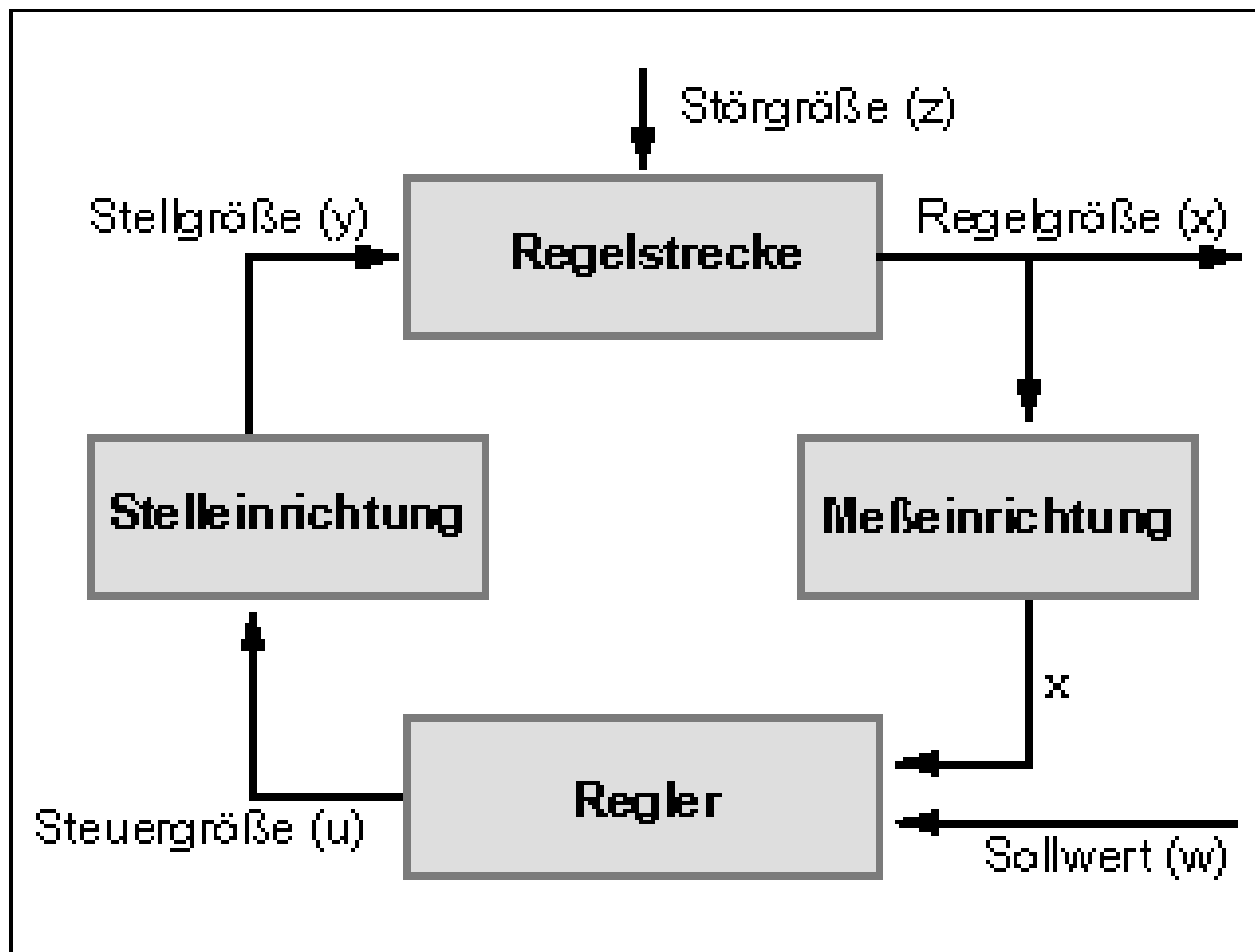 Störgröße (z)
Stellgröße (y)
Regelgröße (x)
Regelstrecke
Stelleinrichtung
Meßeinrichtung
x
Regler
Steuergröße (u)
Sollwert (w)